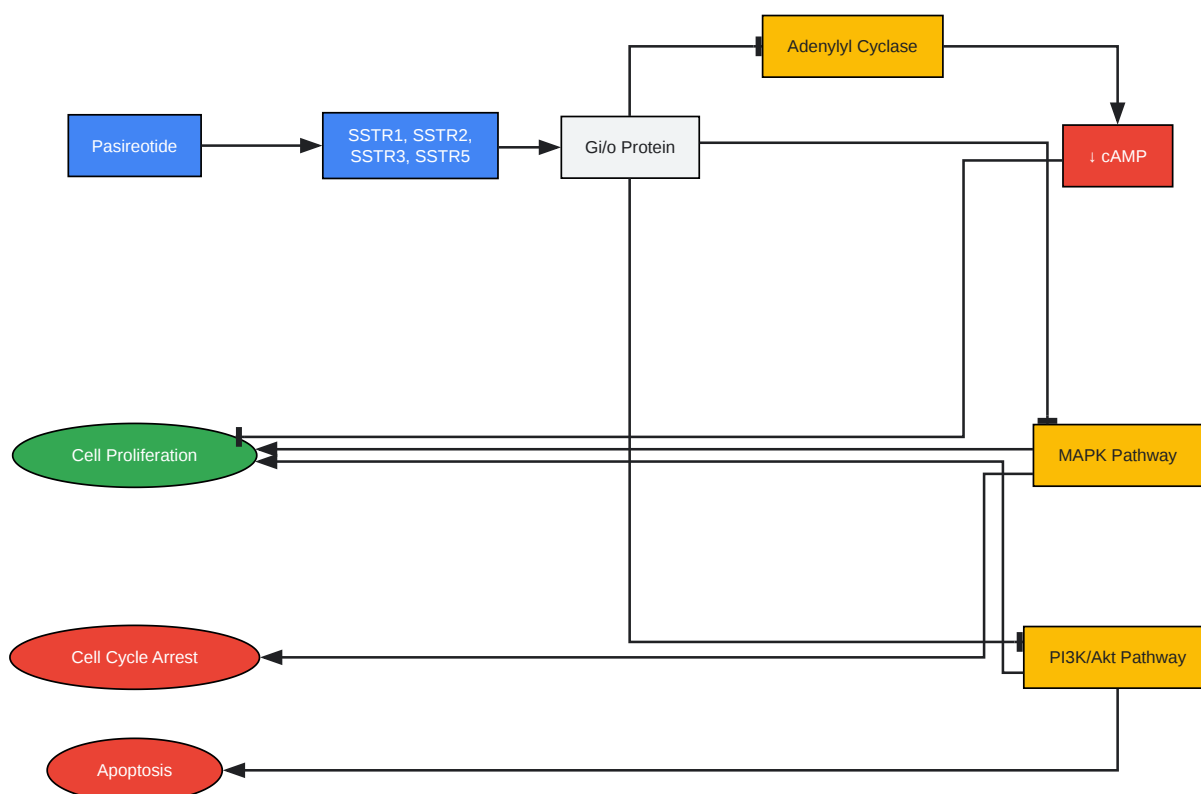 Adenylyl Cyclase
Pasireotide
SSTR1, SSTR2,
SSTR3, SSTR5
Gi/o Protein
↓ cAMP
Cell Proliferation
MAPK Pathway
Cell Cycle Arrest
PI3K/Akt Pathway
Apoptosis